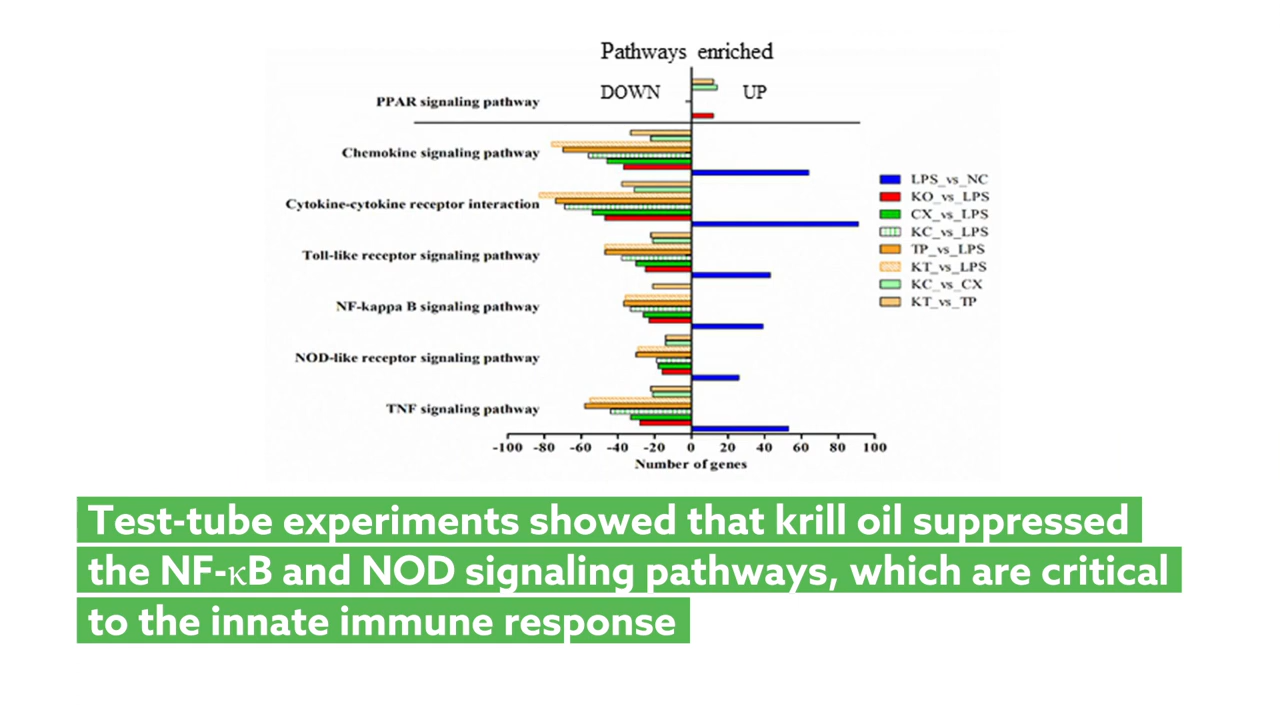 Pathways enriched
DOWN UP
PPAR signaling pathway
Chemokine signaling pathway
Cytokine-cytokine receptor interaction
Toll-like receptor signaling pathway
NF-kappa B signaling pathway
NOD-like receptor signaling pathway
TNF signaling pathway
-100 -80 -60 -40 -20 0 20 40 60 80 100
Number of genes
LPS_vs_NC
KO_vs_LPS
CX_vs_LPS
KC_vs_LPS
TP_vs_LPS
KT_vs_LPS
KC_vs_CX
KT_vs_TP
Test-tube experiments showed that krill oil suppressed
the NF-κB and NOD signaling pathways, which are critical
to the innate immune response